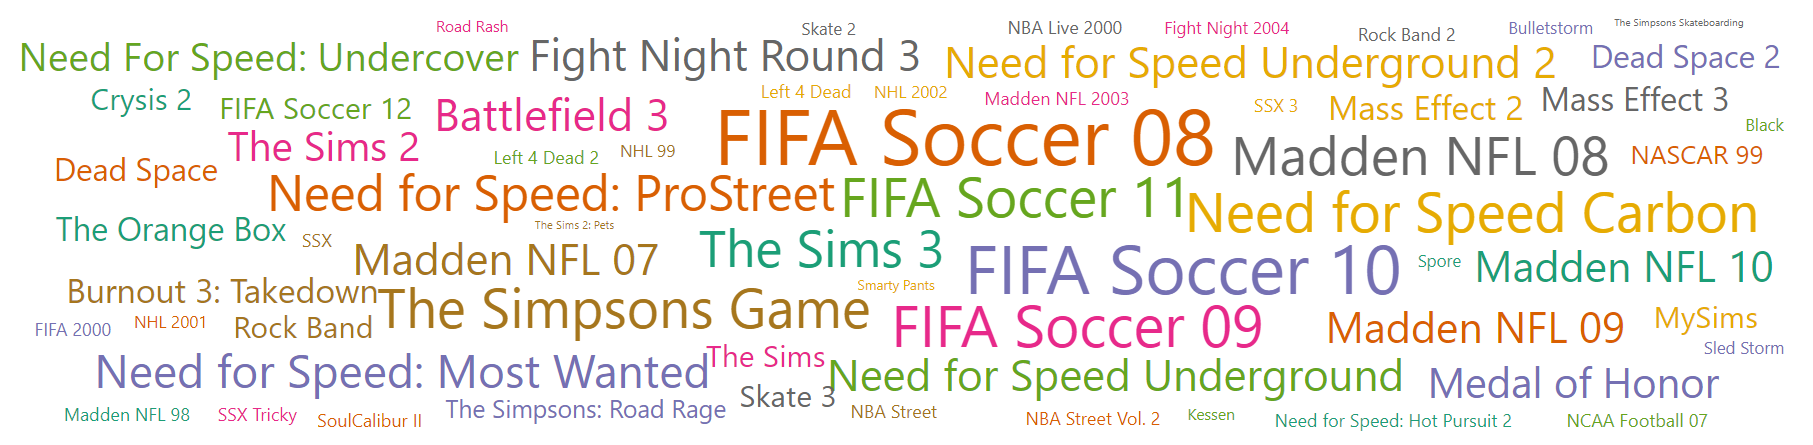 Road Rash
Skate 2
NBA Live 2000
Fight Night 2004
Rock Band 2
Bulletstorm
The Simpsons Skateboarding
Need For Speed: Undercover
Fight Night Round 3
Need for Speed Underground 2
Dead Space 2
Crysis 2
FIFA Soccer 12
Battlefield 3
Left 4 Dead
NHL 2002
Madden NFL 2003
SSX 3
Mass Effect 2
Mass Effect 3
Black
The Sims 2
Left 4 Dead 2
NHL 99
FIFA Soccer 08
Madden NFL 08
NASCAR 99
Dead Space
Need for Speed: ProStreet
FIFA Soccer 11
Need for Speed Carbon
The Orange Box
SSX
The Sims 2: Pets
Madden NFL 07
The Sims 3
FIFA Soccer 10
Spore
Madden NFL 10
Burnout 3: Takedown
The Simpsons Game
Smarty Pants
FIFA 2000
NHL 2001
Rock Band
FIFA Soccer 09
Madden NFL 09
MySims
Sled Storm
Need for Speed: Most Wanted
The Sims
Skate 3
Need for Speed Underground
Medal of Honor
Madden NFL 98
SSX Tricky
SoulCalibur II
The Simpsons: Road Rage
NBA Street
NBA Street Vol. 2
Kessen
Need for Speed: Hot Pursuit 2
NCAA Football 07